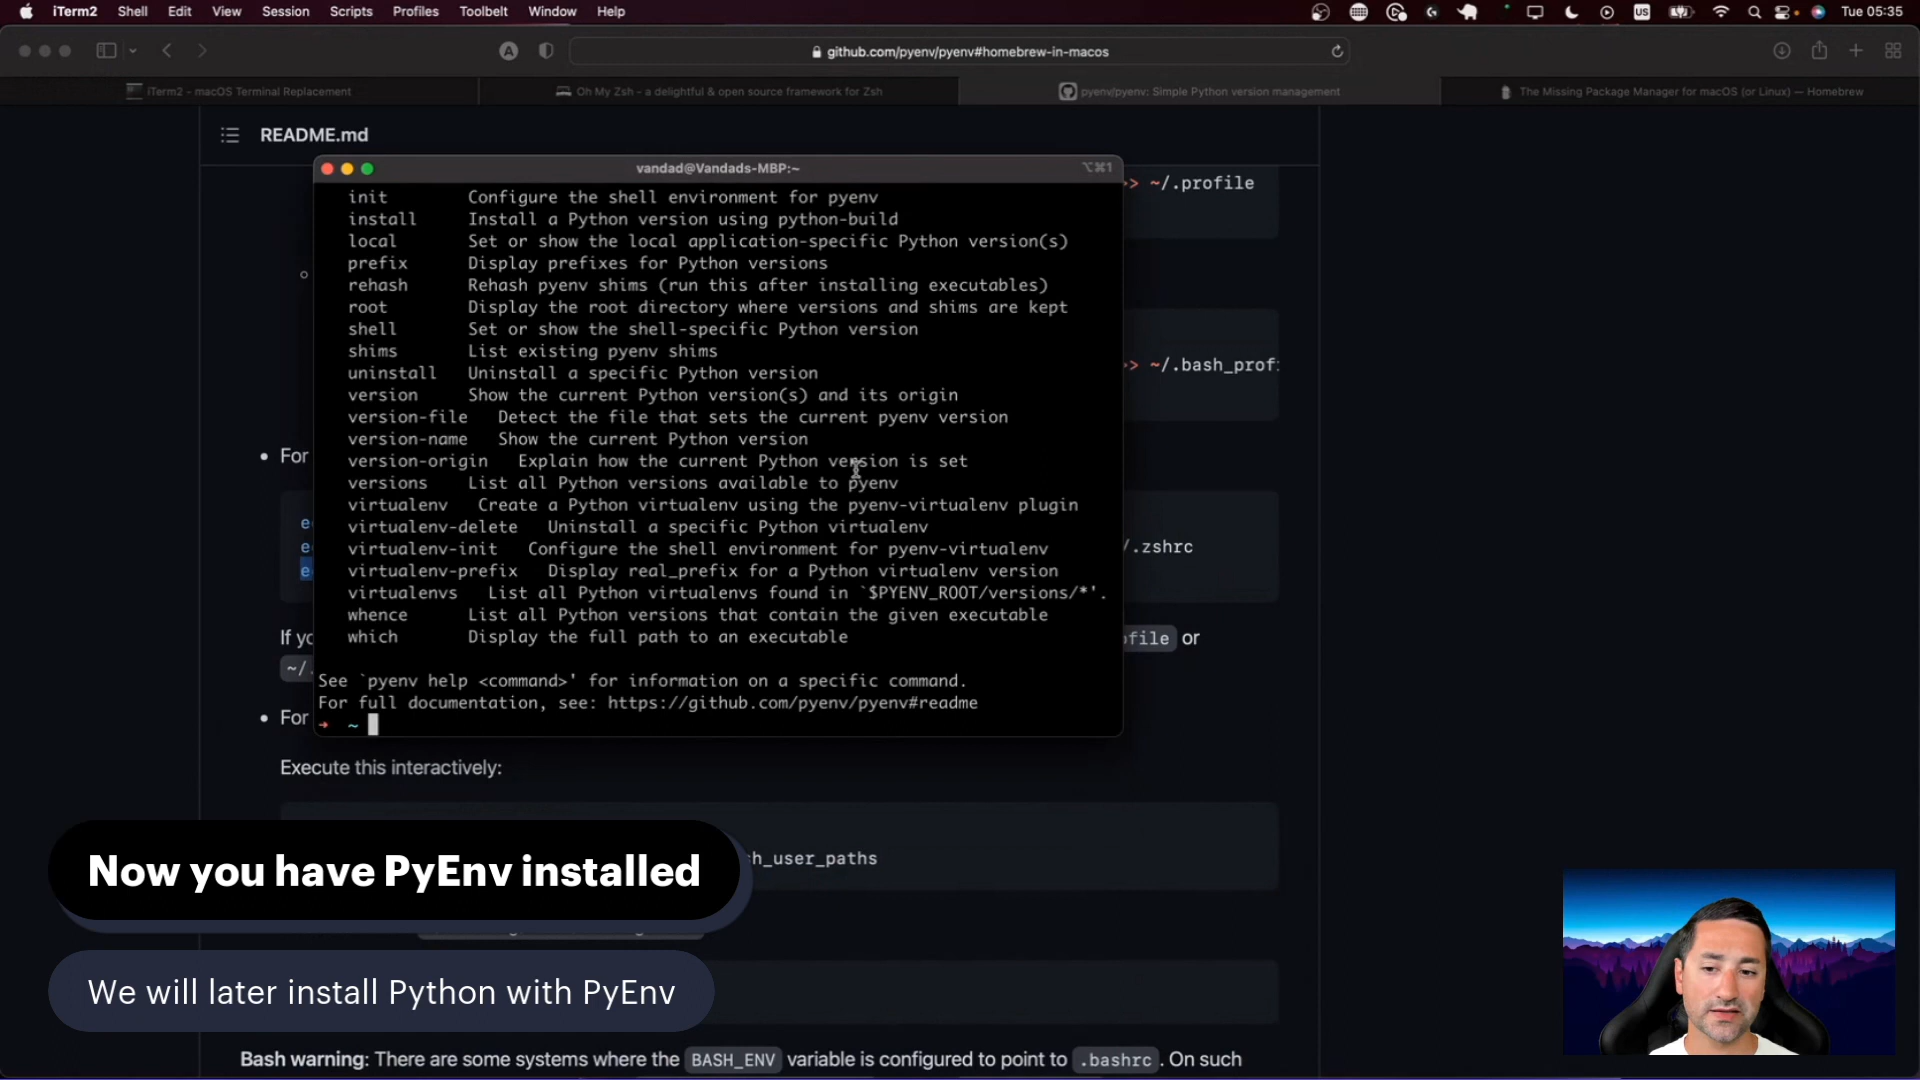 iTerm2 Shell Edit View Session Scripts Profiles Toolbelt Window Help US Tue 05:35
A github.com/pyenv/pyenv#homebrew-in-macos
iTerm2 - macOS Terminal Replacement
Oh My Zsh - a delightful & open source framework for Zsh
pyenv/pyenv: Simple Python version management
The Missing Package Manager for macOS (or Linux) — Homebrew
README.md
>> ~/.profile
vandad@Vandads-MBP:~ ⌥⌘1
init Configure the shell environment for pyenv
install Install a Python version using python-build
local Set or show the local application-specific Python version(s)
prefix Display prefixes for Python versions
rehash Rehash pyenv shims (run this after installing executables)
root Display the root directory where versions and shims are kept
shell Set or show the shell-specific Python version
shims List existing pyenv shims
uninstall Uninstall a specific Python version
version Show the current Python version(s) and its origin
version-file Detect the file that sets the current pyenv version
version-name Show the current Python version
version-origin Explain how the current Python version is set
versions List all Python versions available to pyenv
virtualenv Create a Python virtualenv using the pyenv-virtualenv plugin
virtualenv-delete Uninstall a specific Python virtualenv
virtualenv-init Configure the shell environment for pyenv-virtualenv
virtualenv-prefix Display real_prefix for a Python virtualenv version
virtualenvs List all Python virtualenvs found in `$PYENV_ROOT/versions/*'.
whence List all Python versions that contain the given executable
which Display the full path to an executable
See `pyenv help <command>' for information on a specific command.
For full documentation, see: https://github.com/pyenv/pyenv#readme
➜ ~
>> ~/.bash_prof
• For
/.zshrc
If
or
~/.
• For
Execute this interactively:
h_user_paths
Now you have PyEnv installed
We will later install Python with PyEnv
Bash warning: There are some systems where the BASH_ENV variable is configured to point to .bashrc. On such